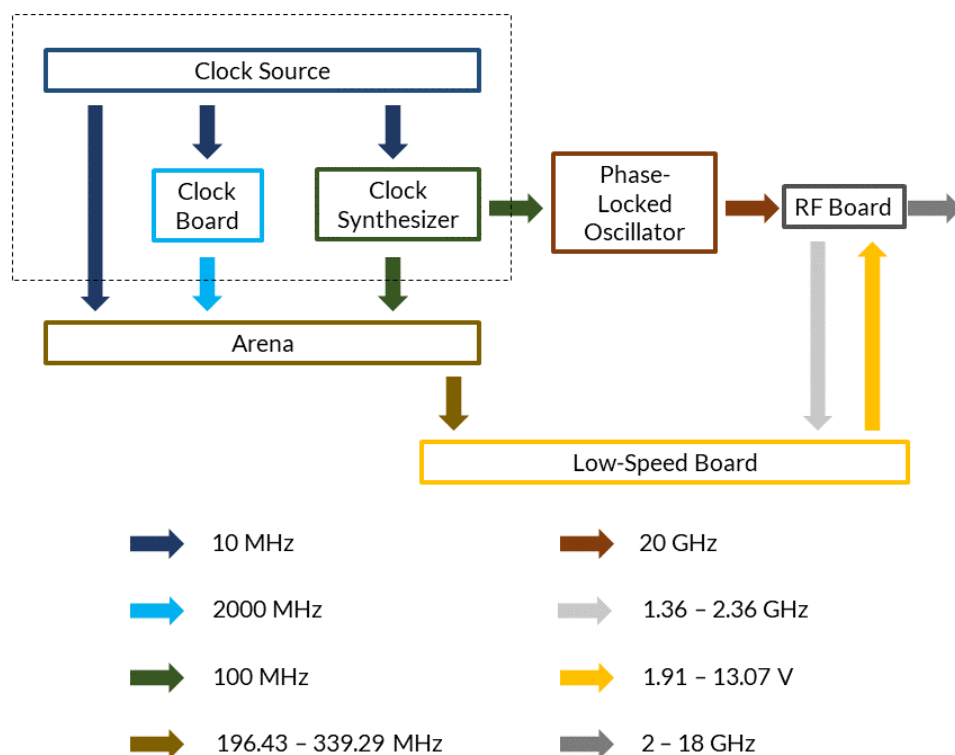 Clock Source
Clock
Board
Clock
Synthesizer
Phase-
Locked
Oscillator
RF Board
Arena
Low-Speed Board
10 MHz
20 GHz
2000 MHz
1.36 – 2.36 GHz
100 MHz
1.91 – 13.07 V
196.43 – 339.29 MHz
2 – 18 GHz